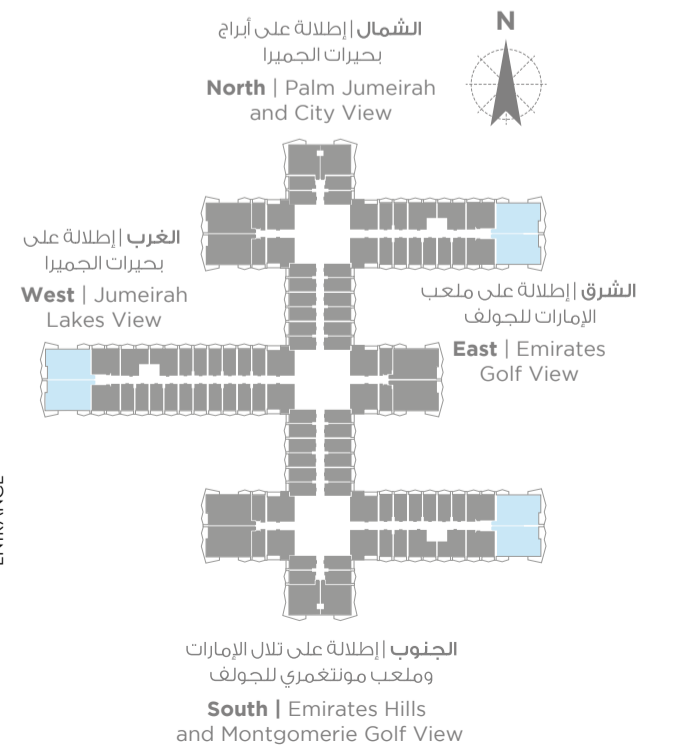 الشمال | إطلالة على أبراج
بحيرات الجميرا
North | Palm Jumeirah
and City View
N
الغرب | إطلالة على
بحيرات الجميرا
West | Jumeirah
Lakes View
الشرق | إطلالة على ملعب
الإمارات للجولف
East | Emirates
Golf View
الجنوب | إطلالة على تلال الإمارات
وملعب مونتغمري للجولف
South | Emirates Hills
and Montgomerie Golf View